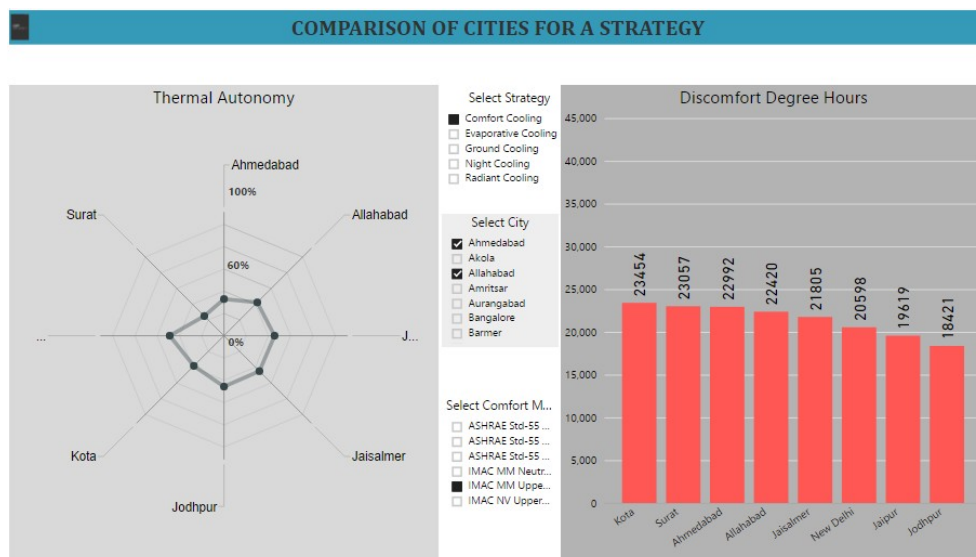 COMPARISON OF CITIES FOR A STRATEGY
Thermal Autonomy
Ahmedabad
100%
Surat
Allahabad
60%
...
0%
J...
Kota
Jaisalmer
Jodhpur
Select Strategy
Comfort Cooling
Evaporative Cooling
Ground Cooling
Night Cooling
Radiant Cooling
Select City
Ahmedabad
Akola
Allahabad
Amritsar
Aurangabad
Bangalore
Barmer
Select Comfort M...
ASHRAE Std-55 ...
ASHRAE Std-55 ...
ASHRAE Std-55 ...
IMAC MM Neutr...
IMAC MM Uppe...
IMAC NV Upper...
Discomfort Degree Hours
45,000
40,000
35,000
30,000
25,000
20,000
15,000
10,000
5,000
0
23454
23057
22992
22420
21805
20598
19619
18421
Kota
Surat
Ahmedabad
Allahabad
Jaisalmer
New Delhi
Jaipur
Jodhpur